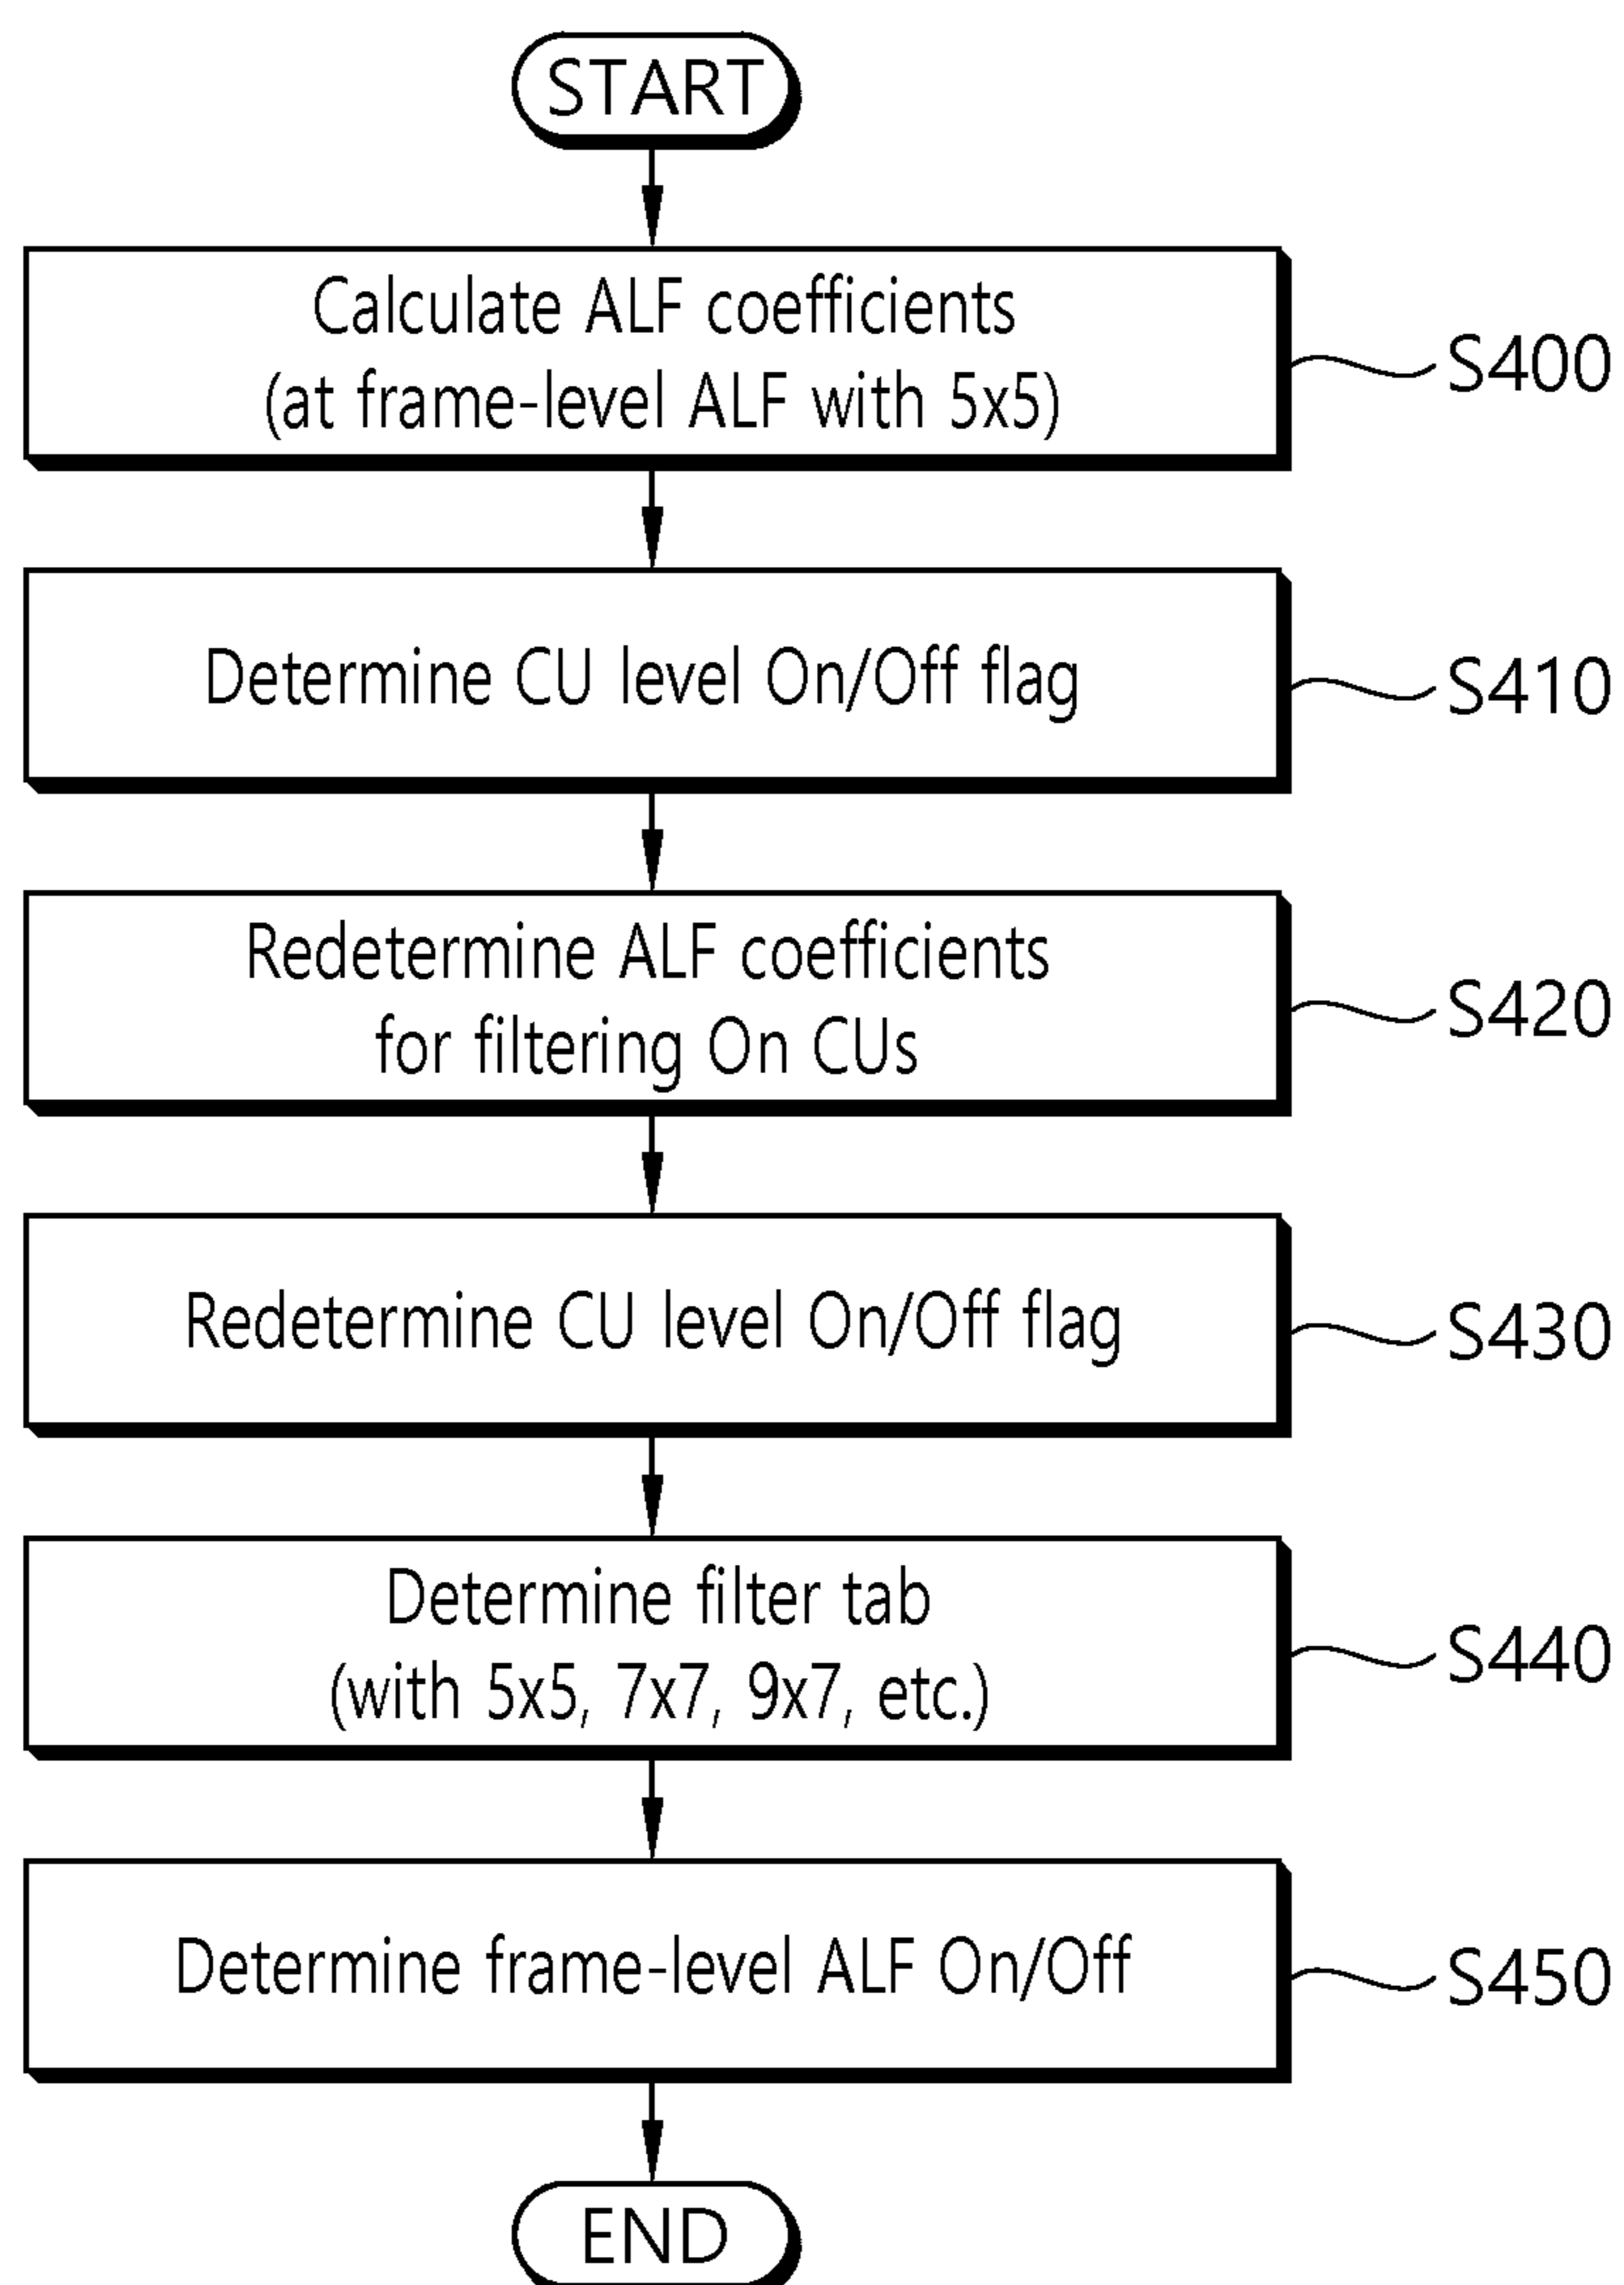 START
Calculate ALF coefficients
(at frame-level ALF with 5x5)
S400
Determine CU level On/Off flag
S410
Redetermine ALF coefficients
for filtering On CUs
S420
Redetermine CU level On/Off flag
S430
Determine filter tab
(with 5x5, 7x7, 9x7, etc.)
S440
Determine frame-level ALF On/Off
S450
END